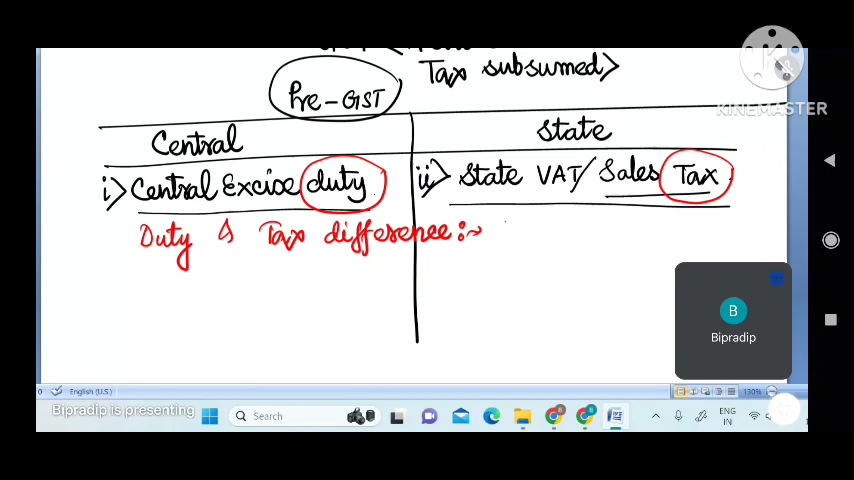 Tax subsumed>
Pre-GST
Central
State
i> Central Excise duty
ii> State VAT/Sales Tax
Duty & Tax difference:~
KINEMASTER
B
Bipradip
English (U.S.)
130%
Bipradip is presenting
Search
ENG
IN